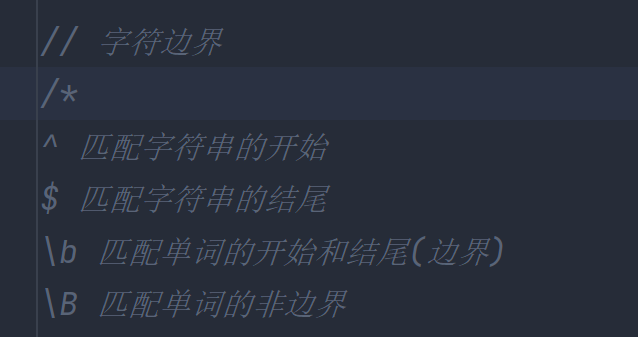 // 字符边界
/*
^ 匹配字符串的开始
$ 匹配字符串的结尾
\b 匹配单词的开始和结尾(边界)
\B 匹配单词的非边界